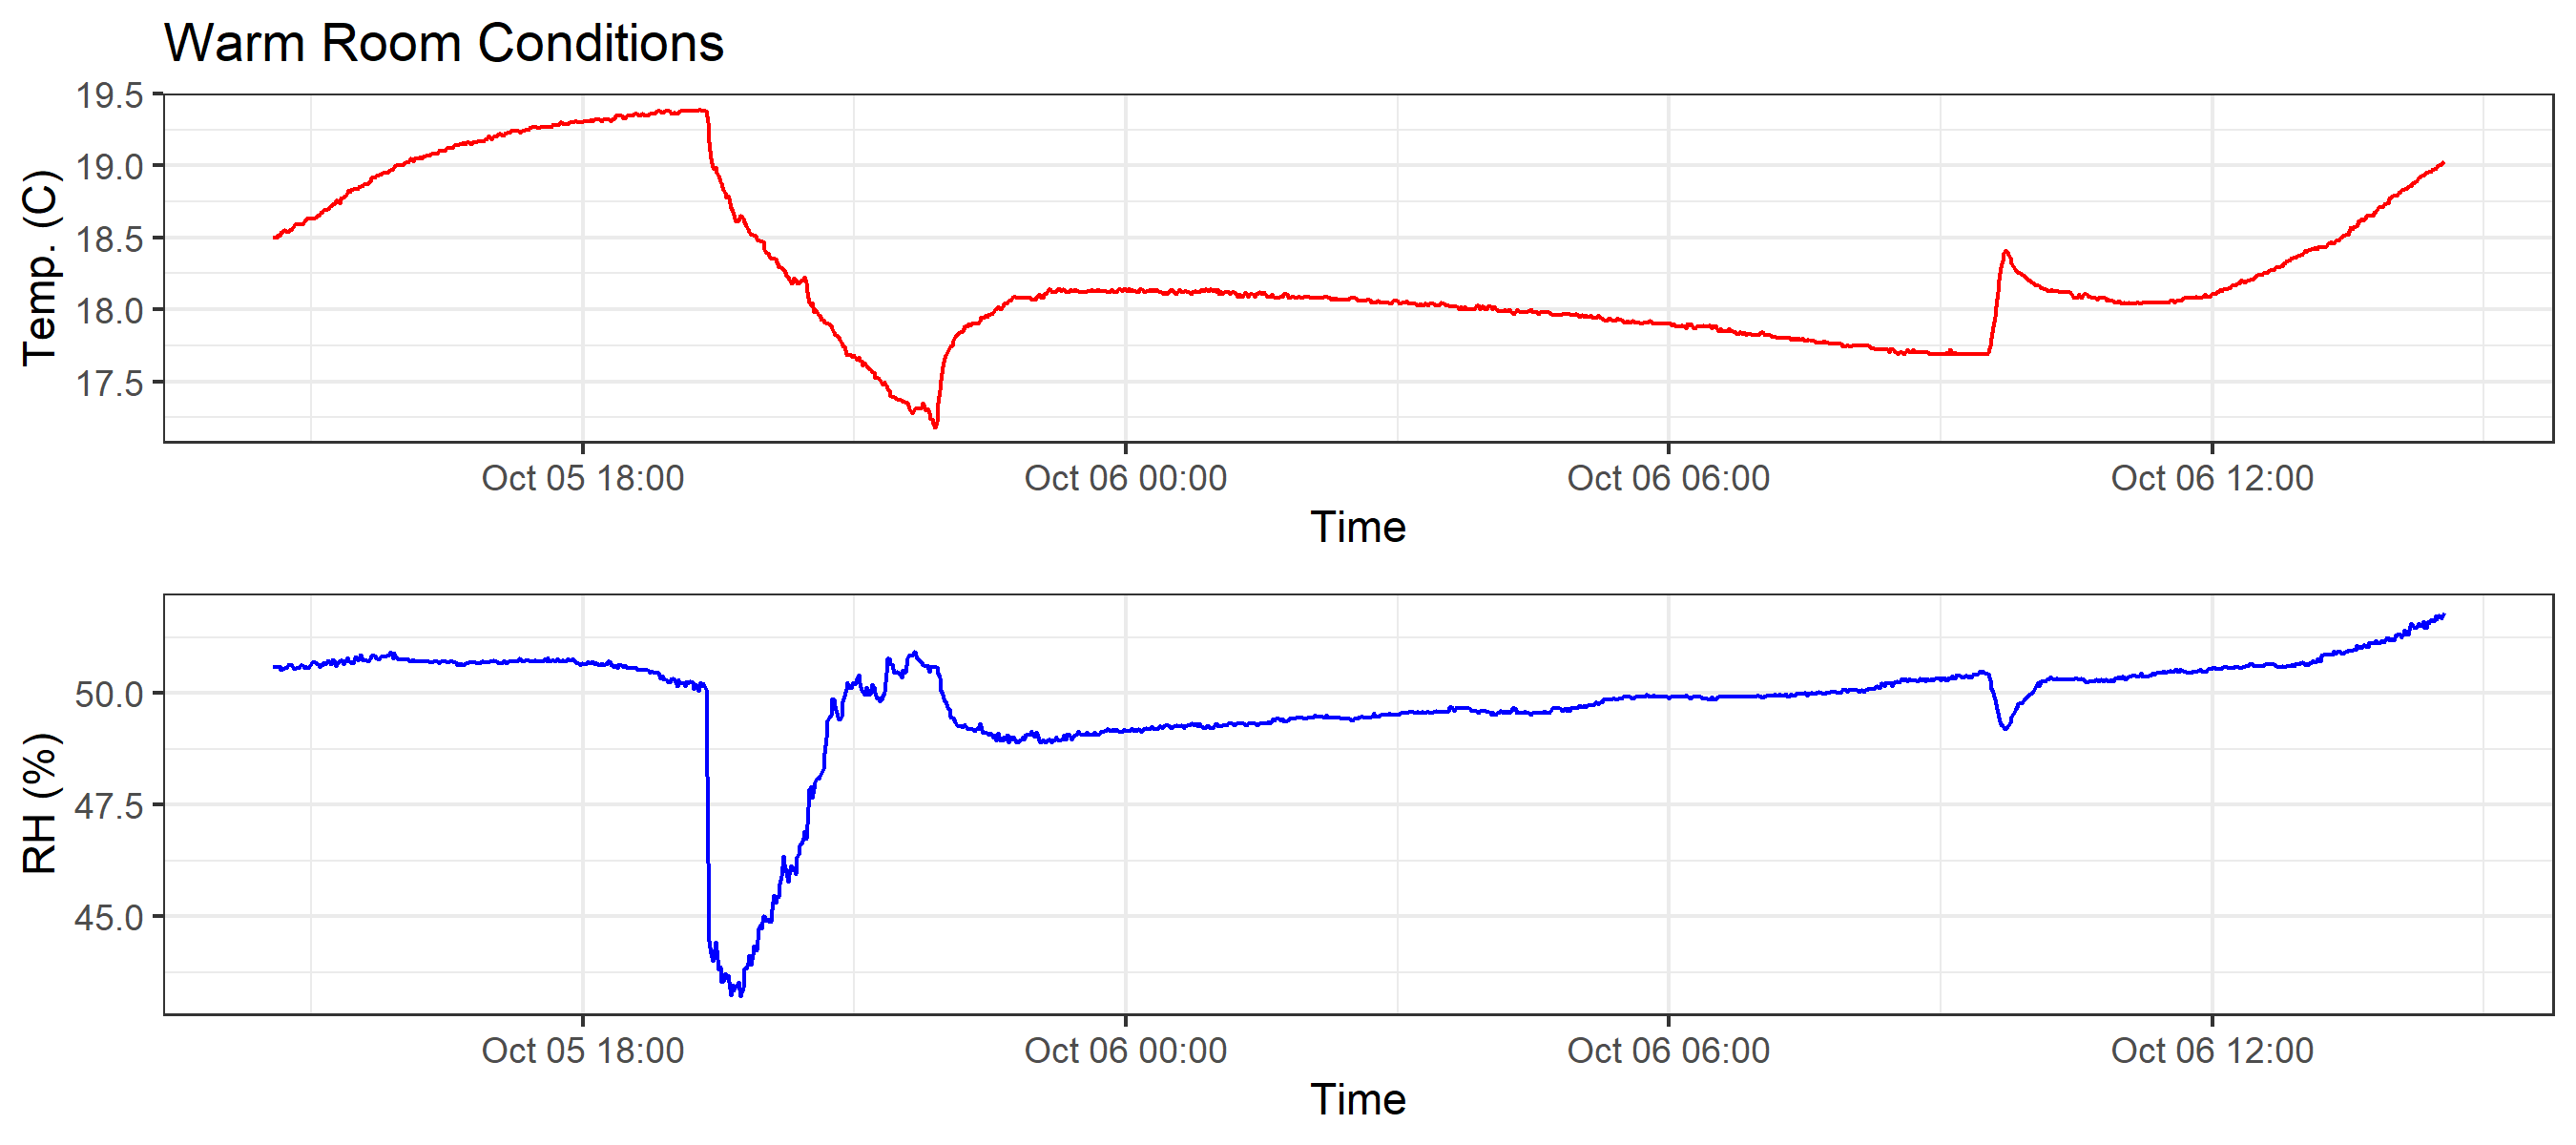 Warm Room Conditions
Temp. (C)
19.5
19.0
18.5
18.0
17.5
Oct 05 18:00 Oct 06 00:00 Oct 06 06:00 Oct 06 12:00
Time
RH (%)
50.0
47.5
45.0
Oct 05 18:00 Oct 06 00:00 Oct 06 06:00 Oct 06 12:00
Time